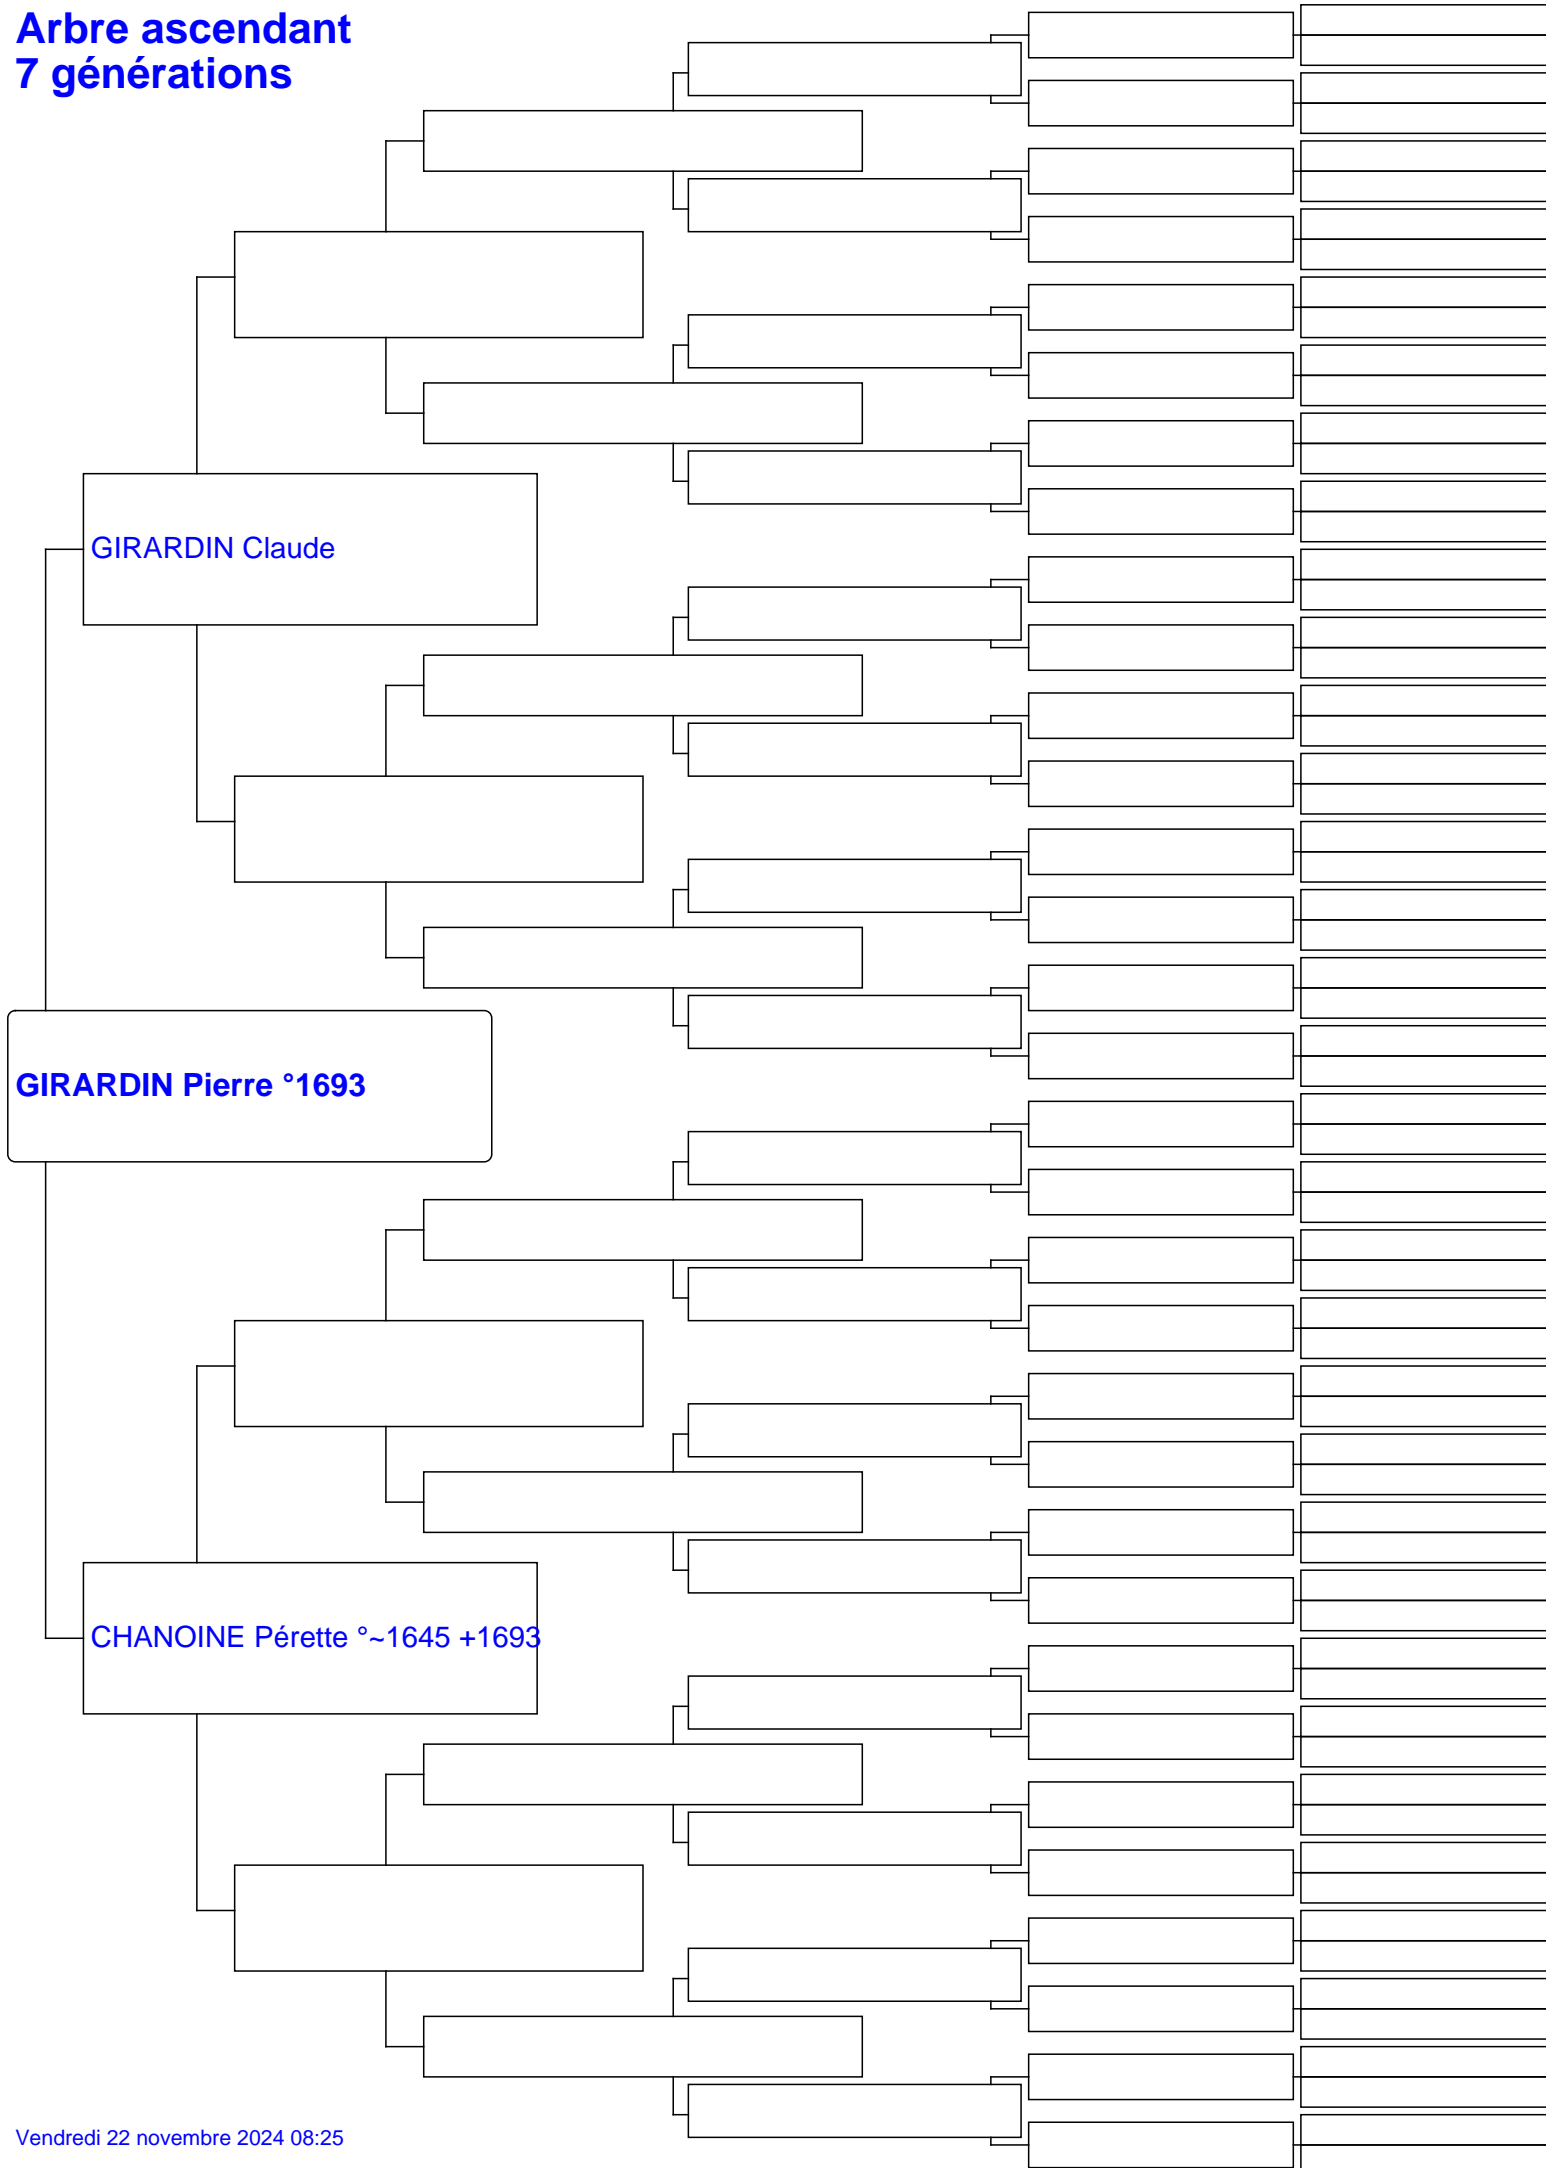 Arbre ascendant
7 générations
GIRARDIN Claude
GIRARDIN Pierre °1693
CHANOINE Pérette °~1645 +1693
Vendredi 22 novembre 2024 08:25